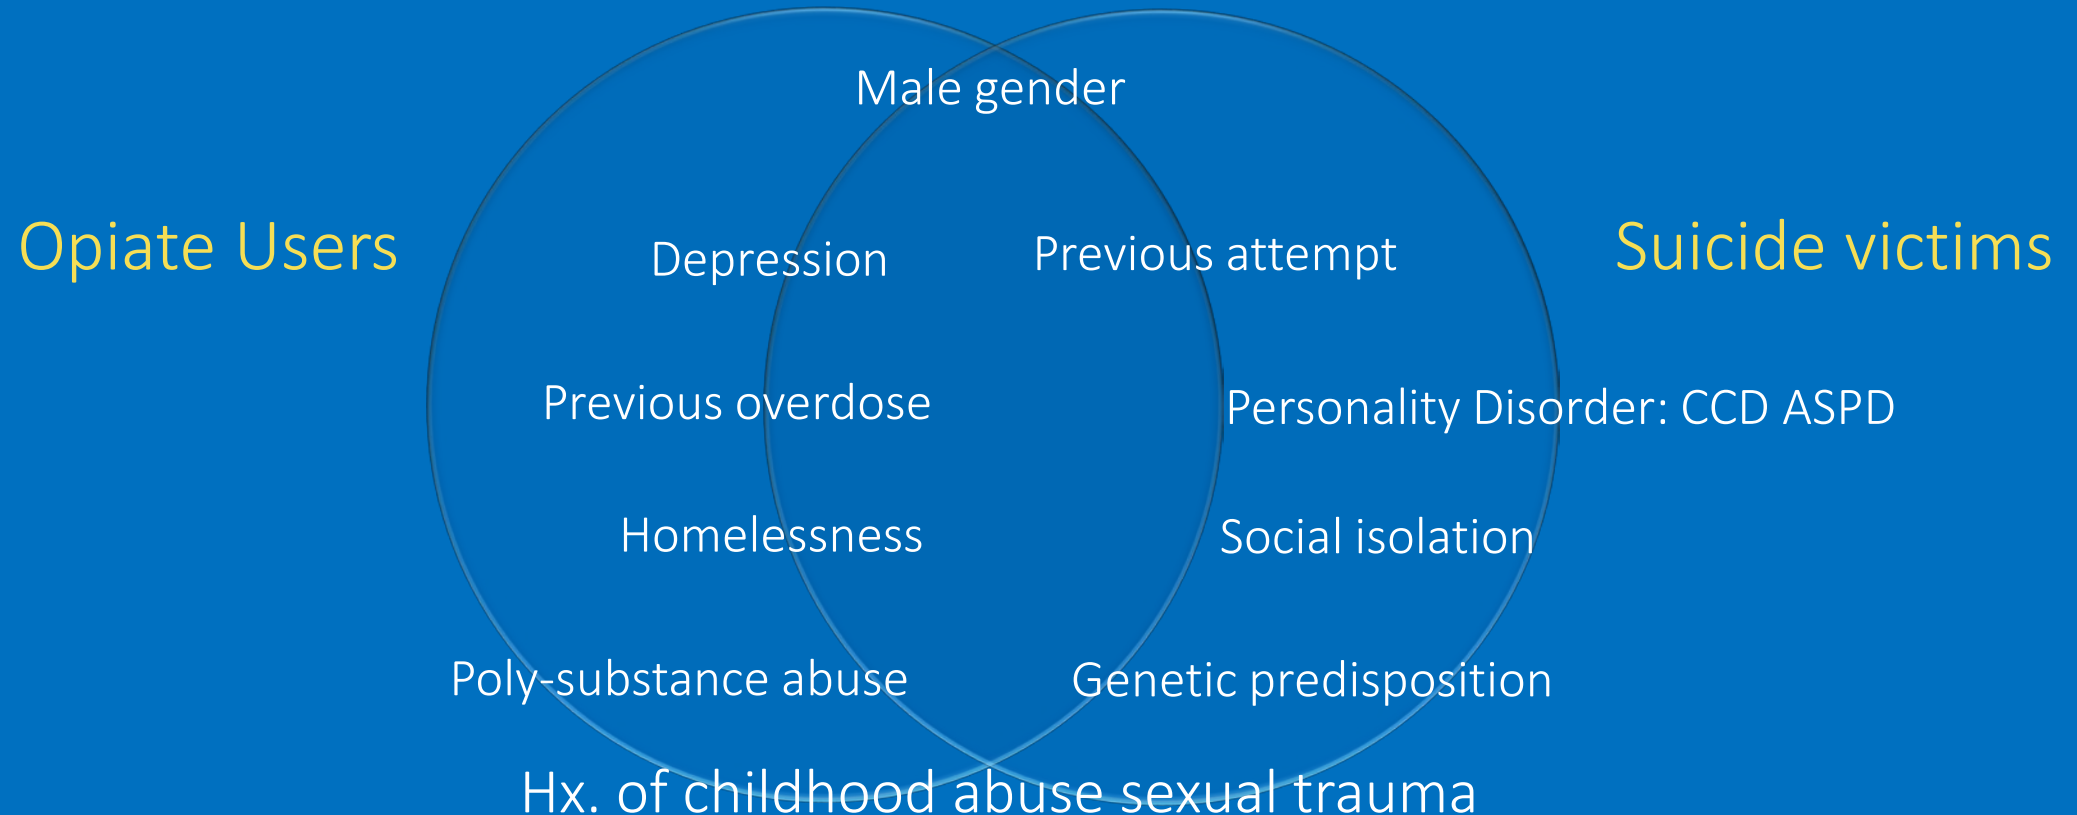 Male gender
Opiate Users
Depression
Previous attempt
Suicide victims
Previous overdose
Personality Disorder: CCD ASPD
Homelessness
Social isolation
Poly-substance abuse
Genetic predisposition
Hx. of childhood abuse sexual trauma